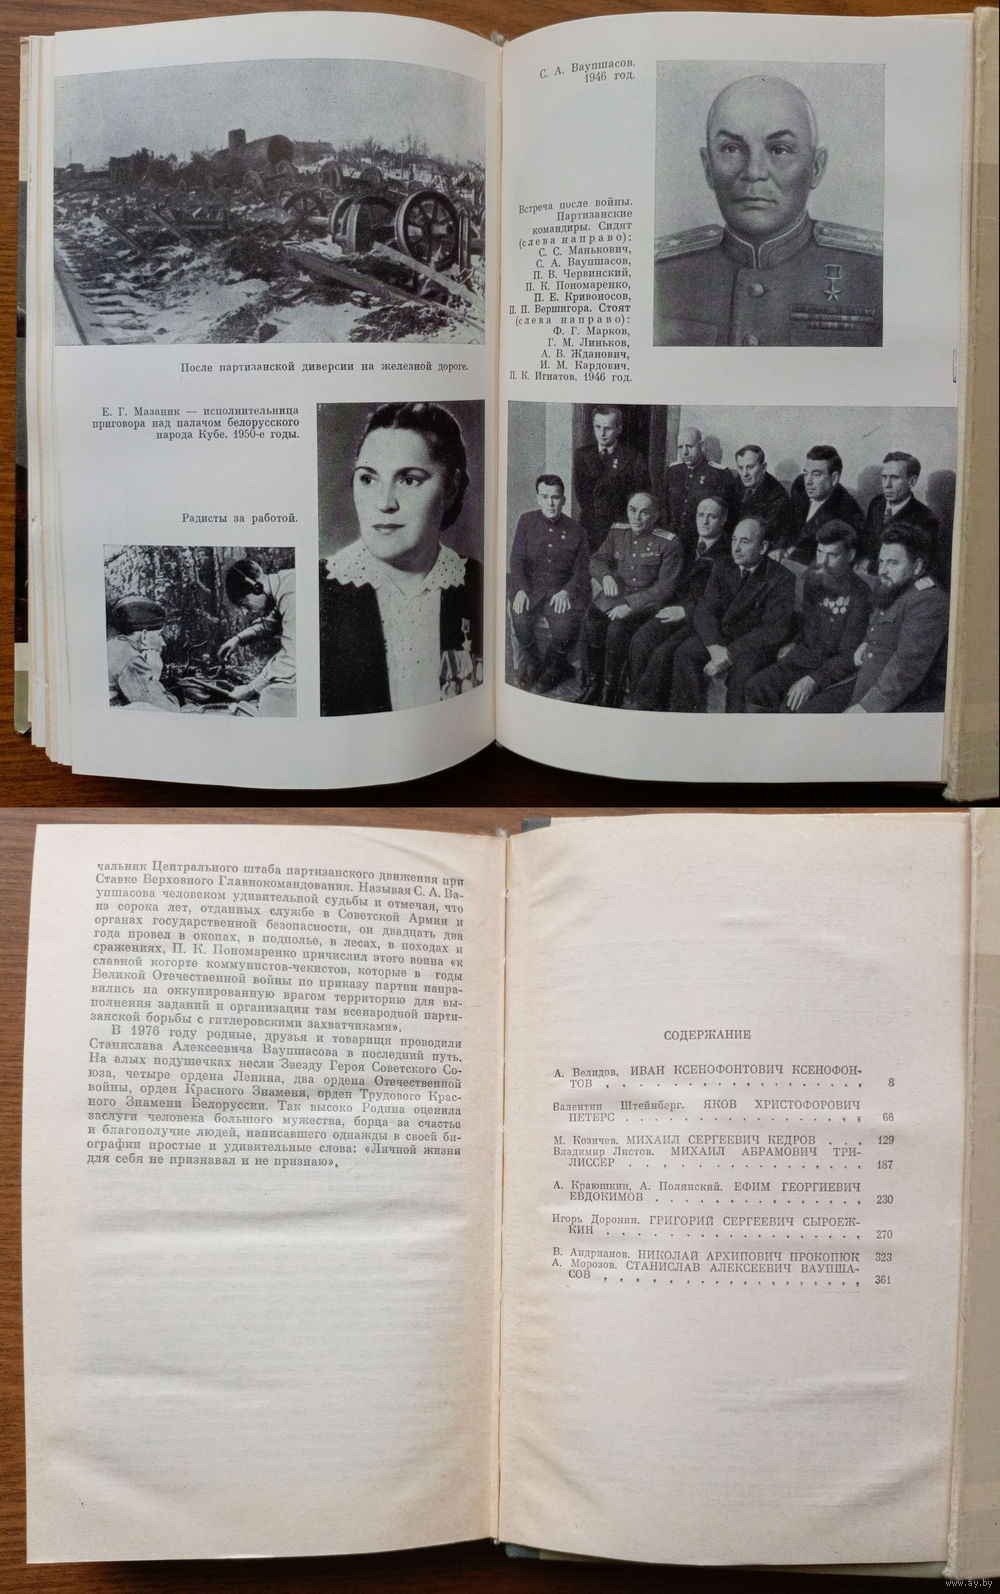 После партизанской диверсии на железной дороге.
Е. Г. Мазаник — исполнительница
приговора над палачом белорусского
народа Кубе. 1950-е годы.
Радисты за работой.
С. А. Ваупшасов.
1946 год.
Встреча после войны.
Партизанские
командиры. Сидят
(слева направо):
С. С. Манькович,
С. А. Ваупшасов,
П. В. Червинский,
П. К. Пономаренко,
П. Е. Кривоносов,
П. П. Вершигора. Стоят
(слева направо):
Ф. Г. Марков,
Г. М. Линьков,
А. В. Жданович,
И. М. Кардович,
П. К. Игнатов. 1946 год.
чальник Центрального штаба партизанского движения при
Ставке Верховного Главнокомандования. Называя С. А. Ва-
упшасова человеком удивительной судьбы и отмечая, что
из сорока лет, отданных службе в Советской Армии и
органах государственной безопасности, он двадцать два
года провел в окопах, в подполье, в лесах, в походах и
сражениях, П. К. Пономаренко причислил этого воина «к
славной когорте коммунистов-чекистов, которые в годы
Великой Отечественной войны по приказу партии напра-
вились на оккупированную врагом территорию для вы-
полнения заданий и организации там всенародной парти-
занской борьбы с гитлеровскими захватчиками».
В 1976 году родные, друзья и товарищи проводили
Станислава Алексеевича Ваупшасова в последний путь.
На алых подушечках несли Звезду Героя Советского Со-
юза, четыре ордена Ленина, два ордена Отечественной
войны, орден Красного Знамени, орден Трудового Крас-
ного Знамени Белоруссии. Так высоко Родина оценила
заслуги человека большого мужества, борца за счастье
и благополучие людей, написавшего однажды в своей би-
ографии простые и удивительные слова: «Личной жизни
для себя не признавал и не признаю».
СОДЕРЖАНИЕ
А. Велидов. ИВАН КСЕНОФОНТОВИЧ КСЕНОФОН-
ТОВ . . . . . . . . . . . . . . . . . . 8
Валентин Штейнберг. ЯКОВ ХРИСТОФОРОВИЧ
ПЕТЕРС . . . . . . . . . . . . . . . . 66
М. Козичев. МИХАИЛ СЕРГЕЕВИЧ КЕДРОВ . . . 129
Владимир Листов. МИХАИЛ АБРАМОВИЧ ТРИ-
ЛИССЕР . . . . . . . . . . . . . . . . 187
А. Краюшкин, А. Полянский. ЕФИМ ГЕОРГИЕВИЧ
ЕВДОКИМОВ . . . . . . . . . . . . . . 230
Игорь Доронин. ГРИГОРИЙ СЕРГЕЕВИЧ СЫРОЕЖ-
КИН . . . . . . . . . . . . . . . . . . 270
В. Андрианов. НИКОЛАЙ АРХИПОВИЧ ПРОКОПЮК 323
А. Морозов. СТАНИСЛАВ АЛЕКСЕЕВИЧ ВАУПША-
СОВ . . . . . . . . . . . . . . . . . . 361
www.ay.by